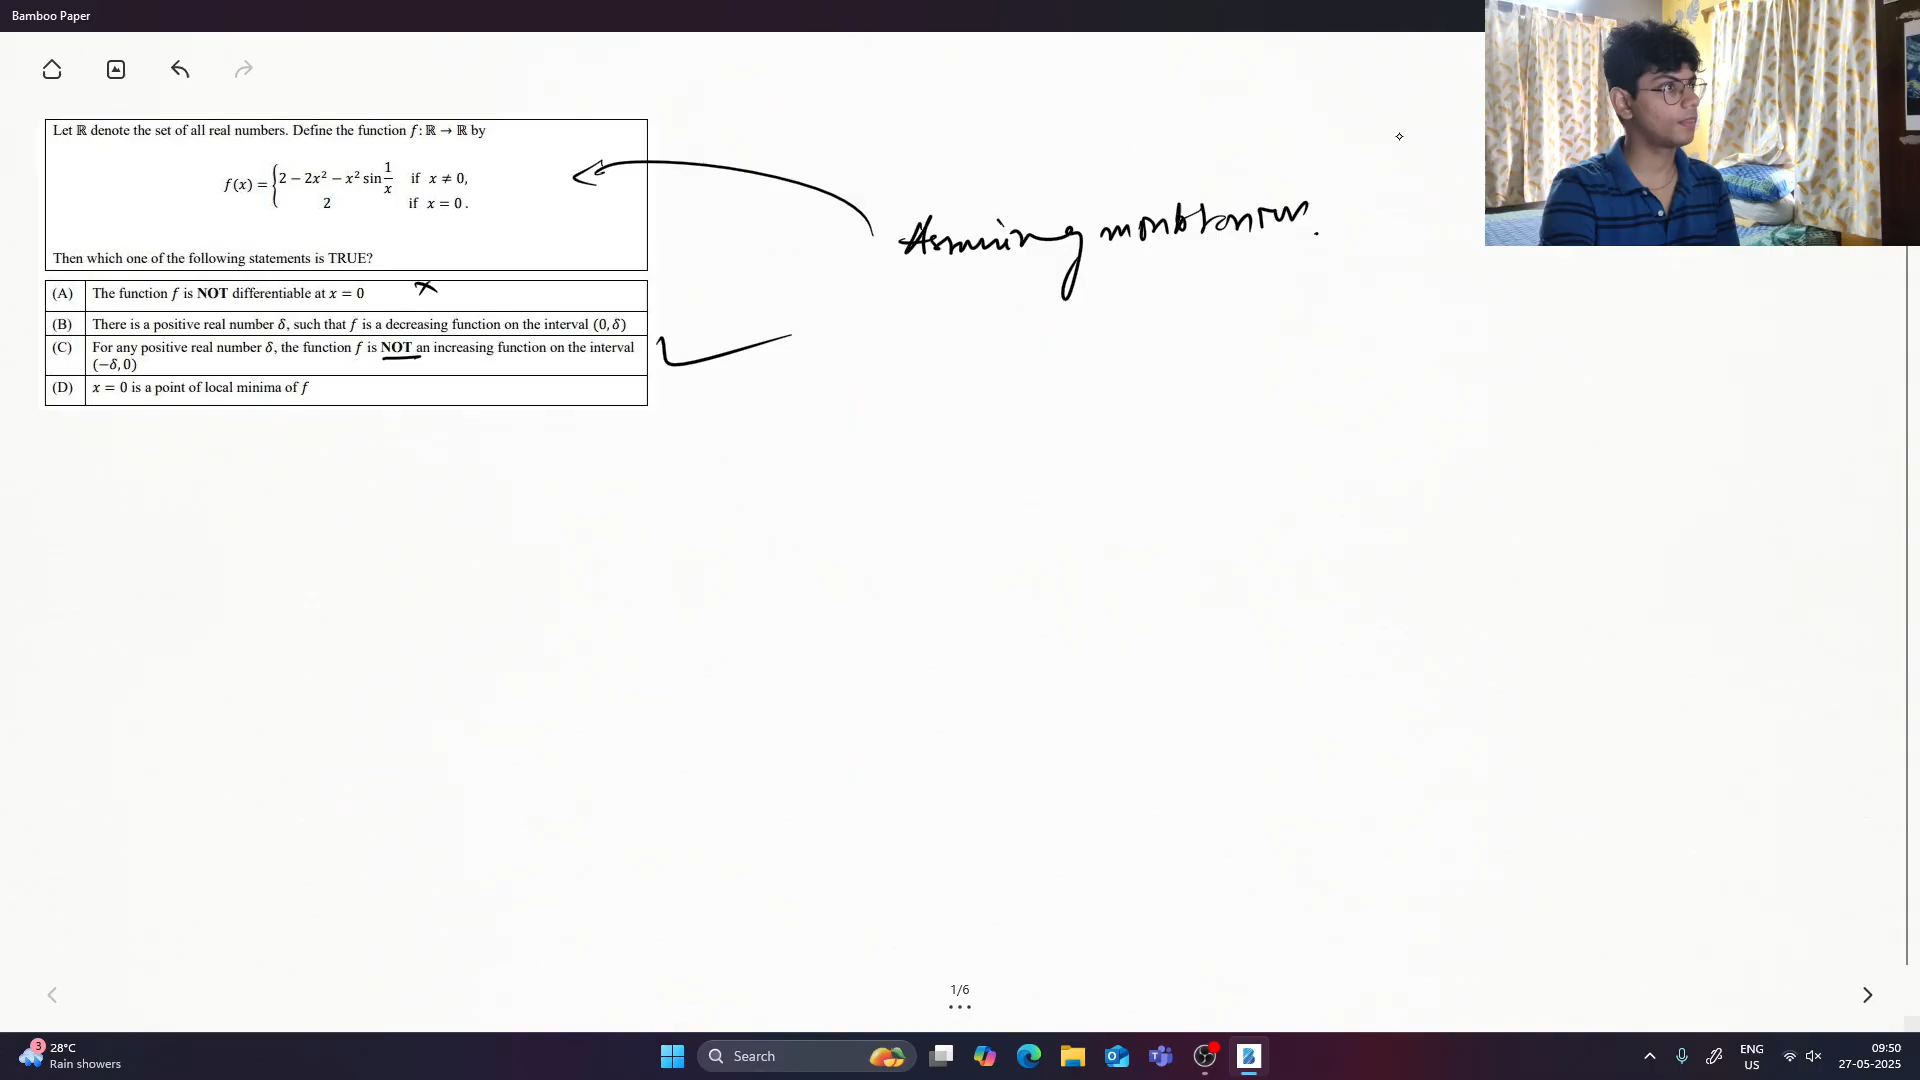 Bamboo Paper
Let ℝ denote the set of all real numbers. Define the function f: ℝ → ℝ by
f(x) = { 2 − 2x² − x² sin 1/x if x ≠ 0,
2 if x = 0 .
Then which one of the following statements is TRUE?
(A) The function f is NOT differentiable at x = 0
(B) There is a positive real number δ, such that f is a decreasing function on the interval (0, δ)
(C) For any positive real number δ, the function f is NOT an increasing function on the interval
(−δ, 0)
(D) x = 0 is a point of local minima of f
Assuming
1/6
3
28°C
Rain showers
Search
ENG
US
09:50
27-05-2025